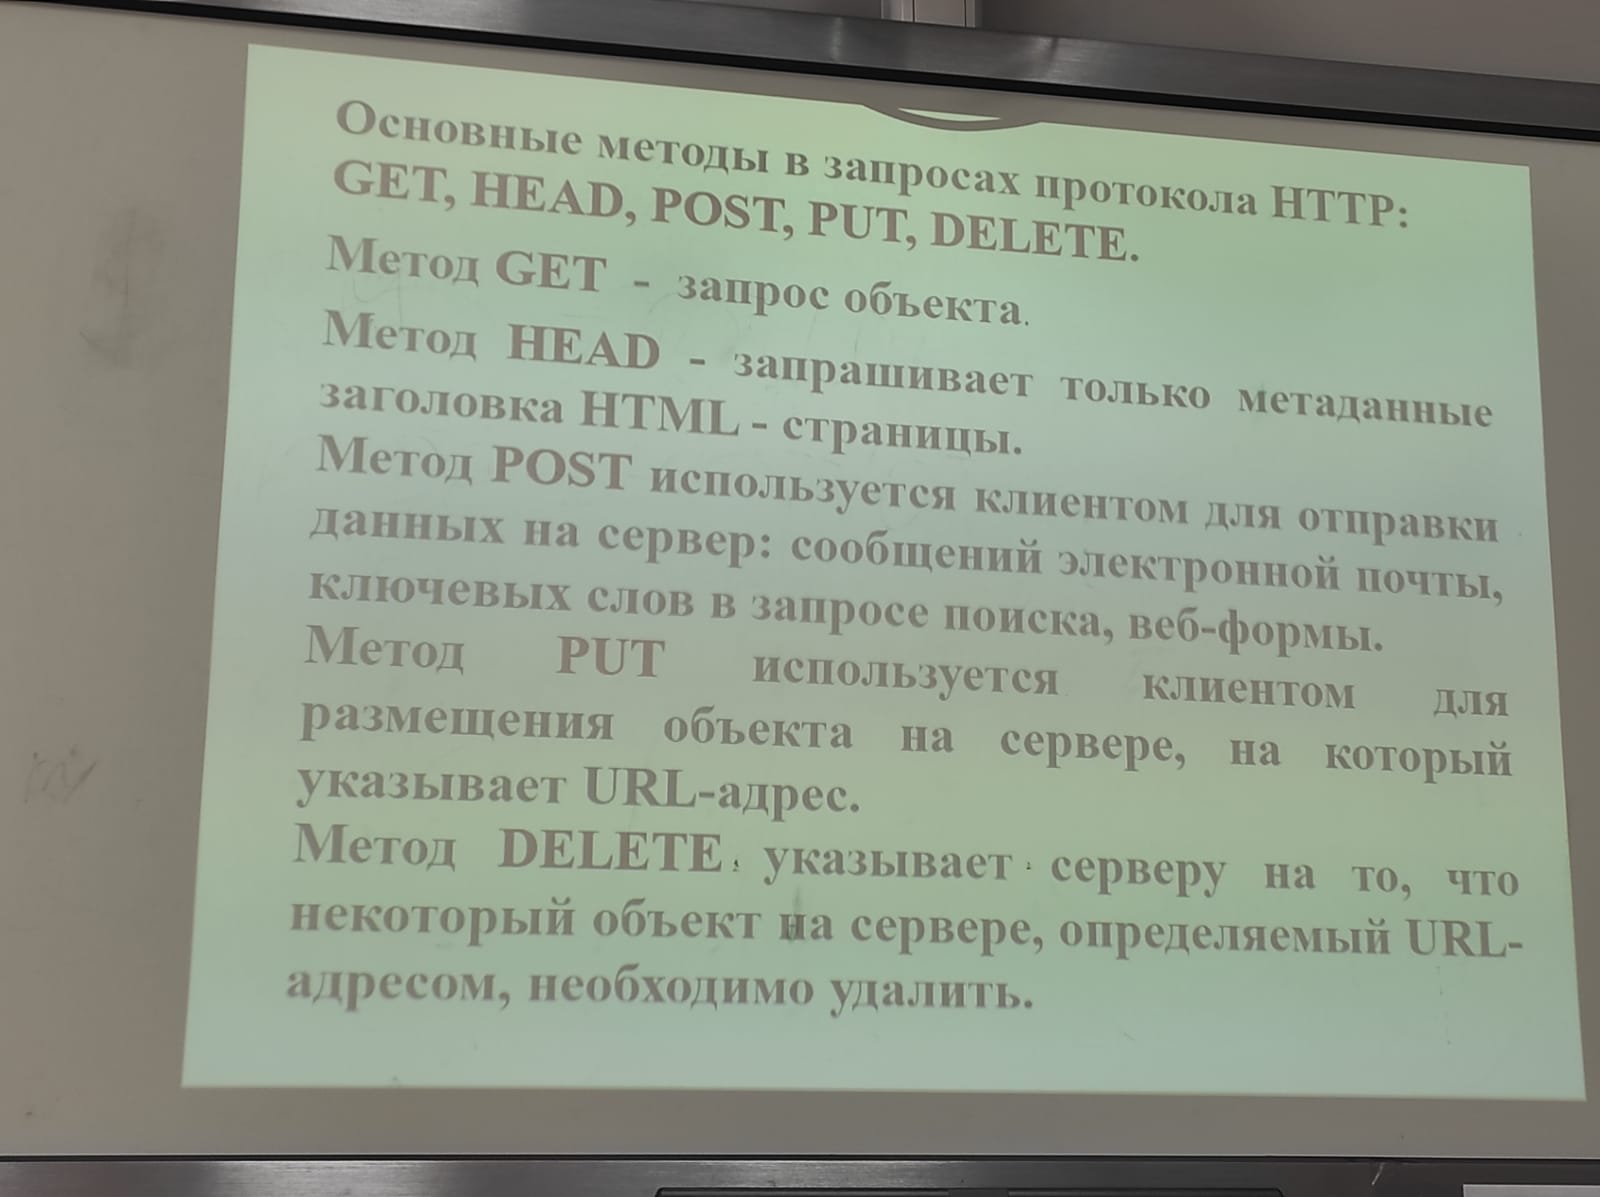 Основные методы в запросах протокола HTTP:
GET, HEAD, POST, PUT, DELETE.
Метод GET - запрос объекта.
Метод HEAD - запрашивает только метаданные
заголовка HTML - страницы.
Метод POST используется клиентом для отправки
данных на сервер: сообщений электронной почты,
ключевых слов в запросе поиска, веб-формы.
Метод PUT используется клиентом для
размещения объекта на сервере, на который
указывает URL-адрес.
Метод DELETE указывает серверу на то, что
некоторый объект на сервере, определяемый URL-
адресом, необходимо удалить.